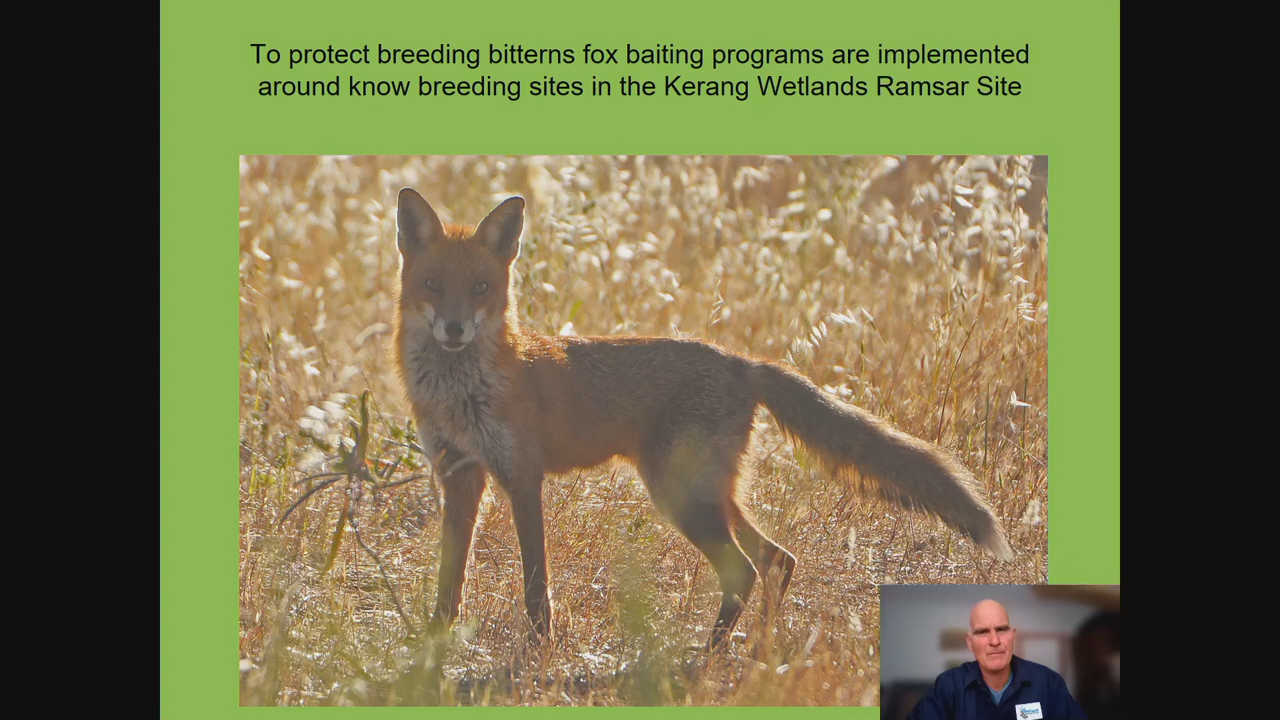 To protect breeding bitterns fox baiting programs are implemented
around know breeding sites in the Kerang Wetlands Ramsar Site